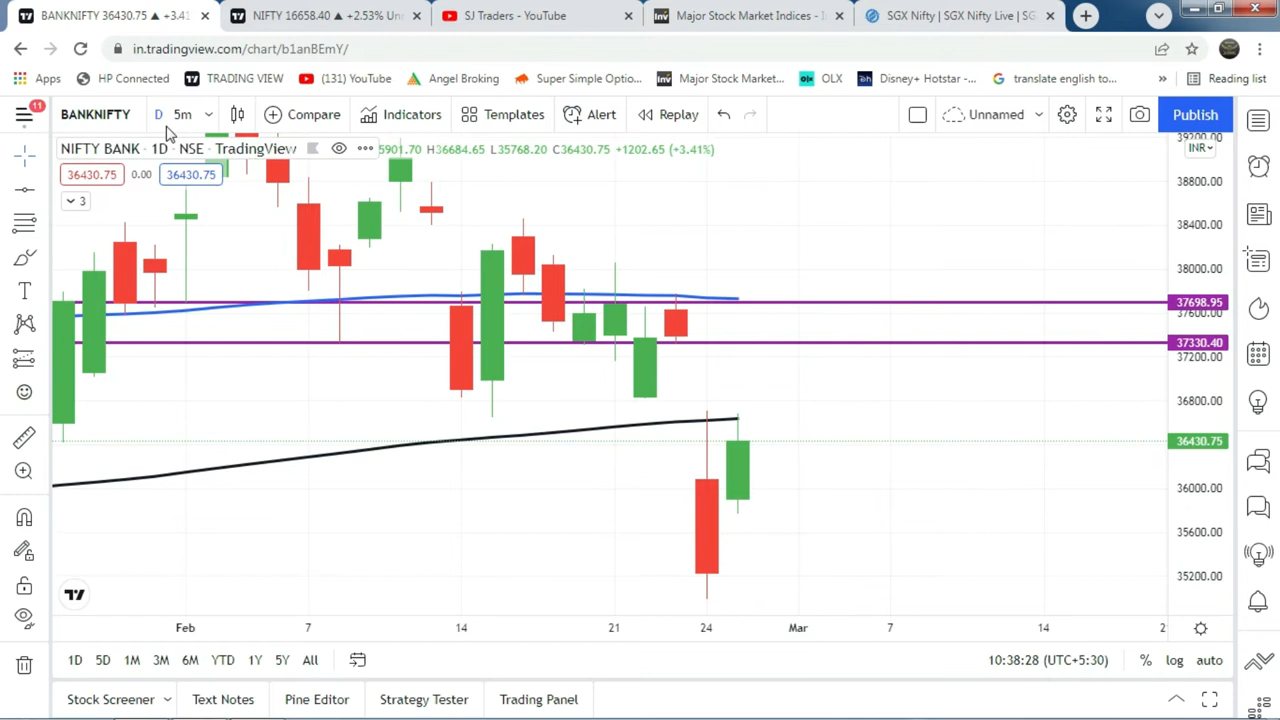 BANKNIFTY 36430.75 ▲ +3.41
NIFTY 16658.40 ▲ +2.53% Unn
SJ Traders - YouTube
Major Stock Market Indices - In
SGX Nifty | SGX Nifty Live | SG
in.tradingview.com/chart/b1anBEmY/
Apps
HP Connected
TRADING VIEW
(131) YouTube
Angel Broking
Super Simple Optio...
Major Stock Market...
OLX
Disney+ Hotstar -...
translate english to...
»
Reading list
11
BANKNIFTY
D
5m
Compare
Indicators
Templates
Alert
Replay
Unnamed
Publish
NIFTY BANK · 1D · NSE · TradingView
5901.70 H36684.65 L35768.20 C36430.75 +1202.65 (+3.41%)
39200.00
INR
36430.75
0.00
36430.75
3
38800.00
38400.00
38000.00
37698.95
37600.00
37330.40
37200.00
36800.00
36430.75
36000.00
35600.00
35200.00
Feb
7
14
21
24
Mar
7
14
2
1D
5D
1M
3M
6M
YTD
1Y
5Y
All
10:38:28 (UTC+5:30)
%
log
auto
Stock Screener
Text Notes
Pine Editor
Strategy Tester
Trading Panel